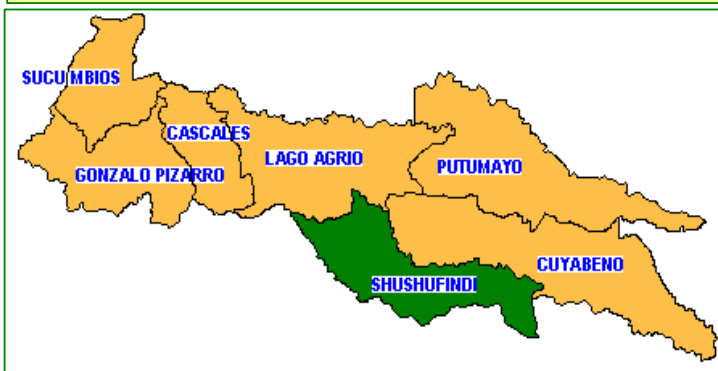 SUCUMBIOS
CASCALES
LAGO AGRIO
PUTUMAYO
GONZALO PIZARRO
CUYABENO
SHUSHUFINDI